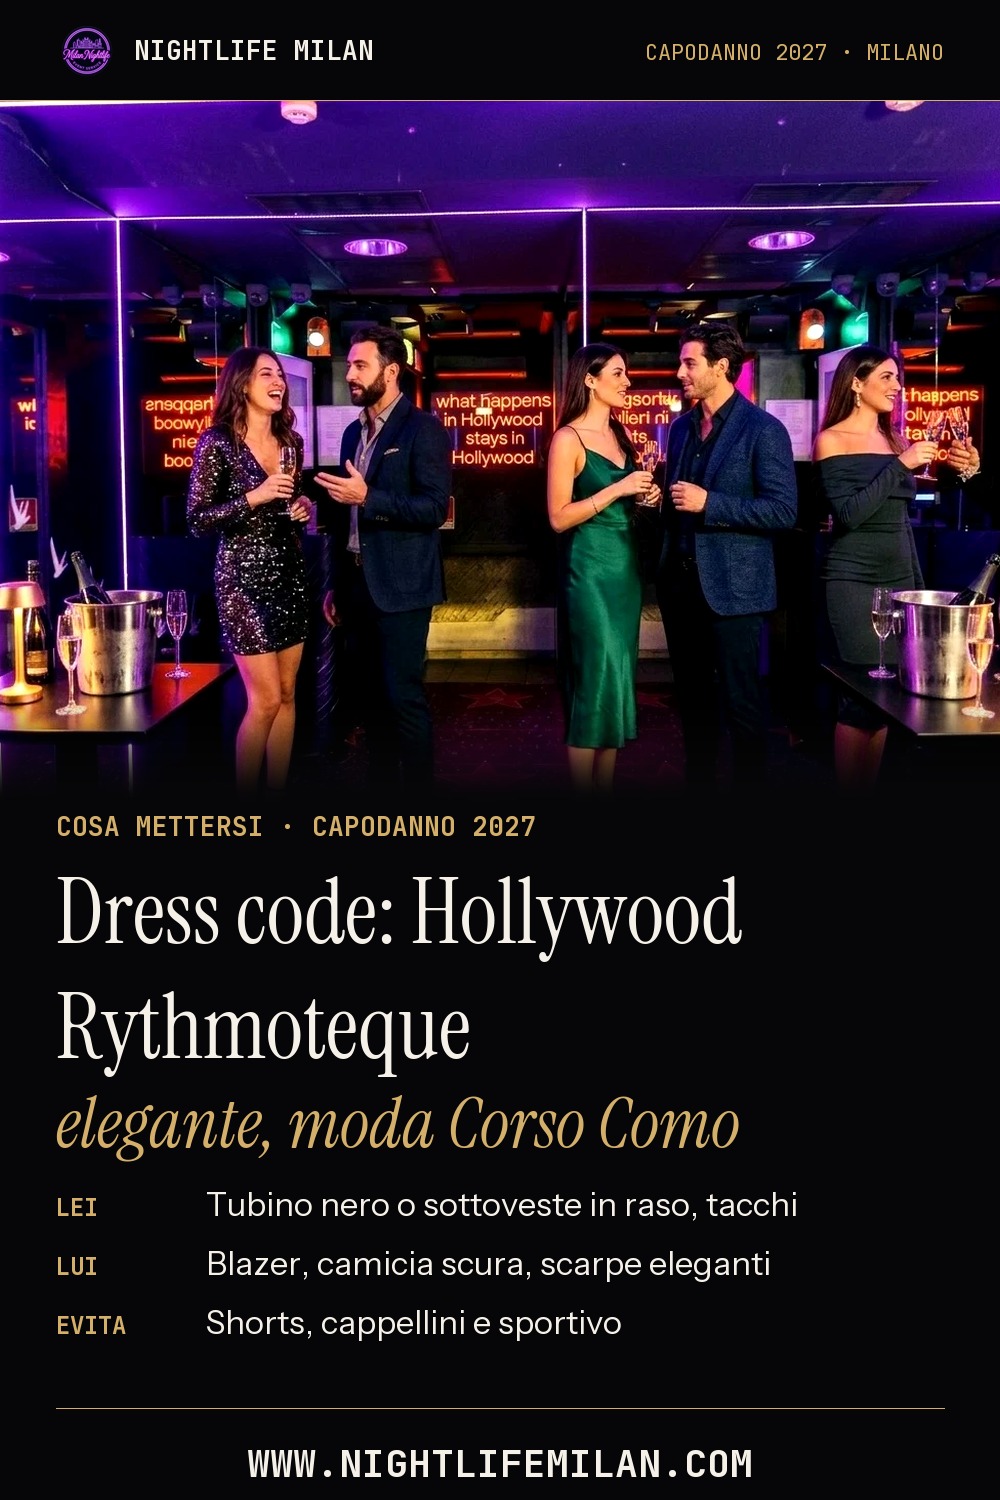 Milan Nightlife
NIGHTLIFE MILAN
CAPODANNO 2027 · MILANO
what happens
in Hollywood
stays in
Hollywood
COSA METTERSI · CAPODANNO 2027
Dress code: Hollywood
Rythmoteque
elegante, moda Corso Como
LEI Tubino nero o sottoveste in raso, tacchi
LUI Blazer, camicia scura, scarpe eleganti
EVITA Shorts, cappellini e sportivo
WWW.NIGHTLIFEMILAN.COM